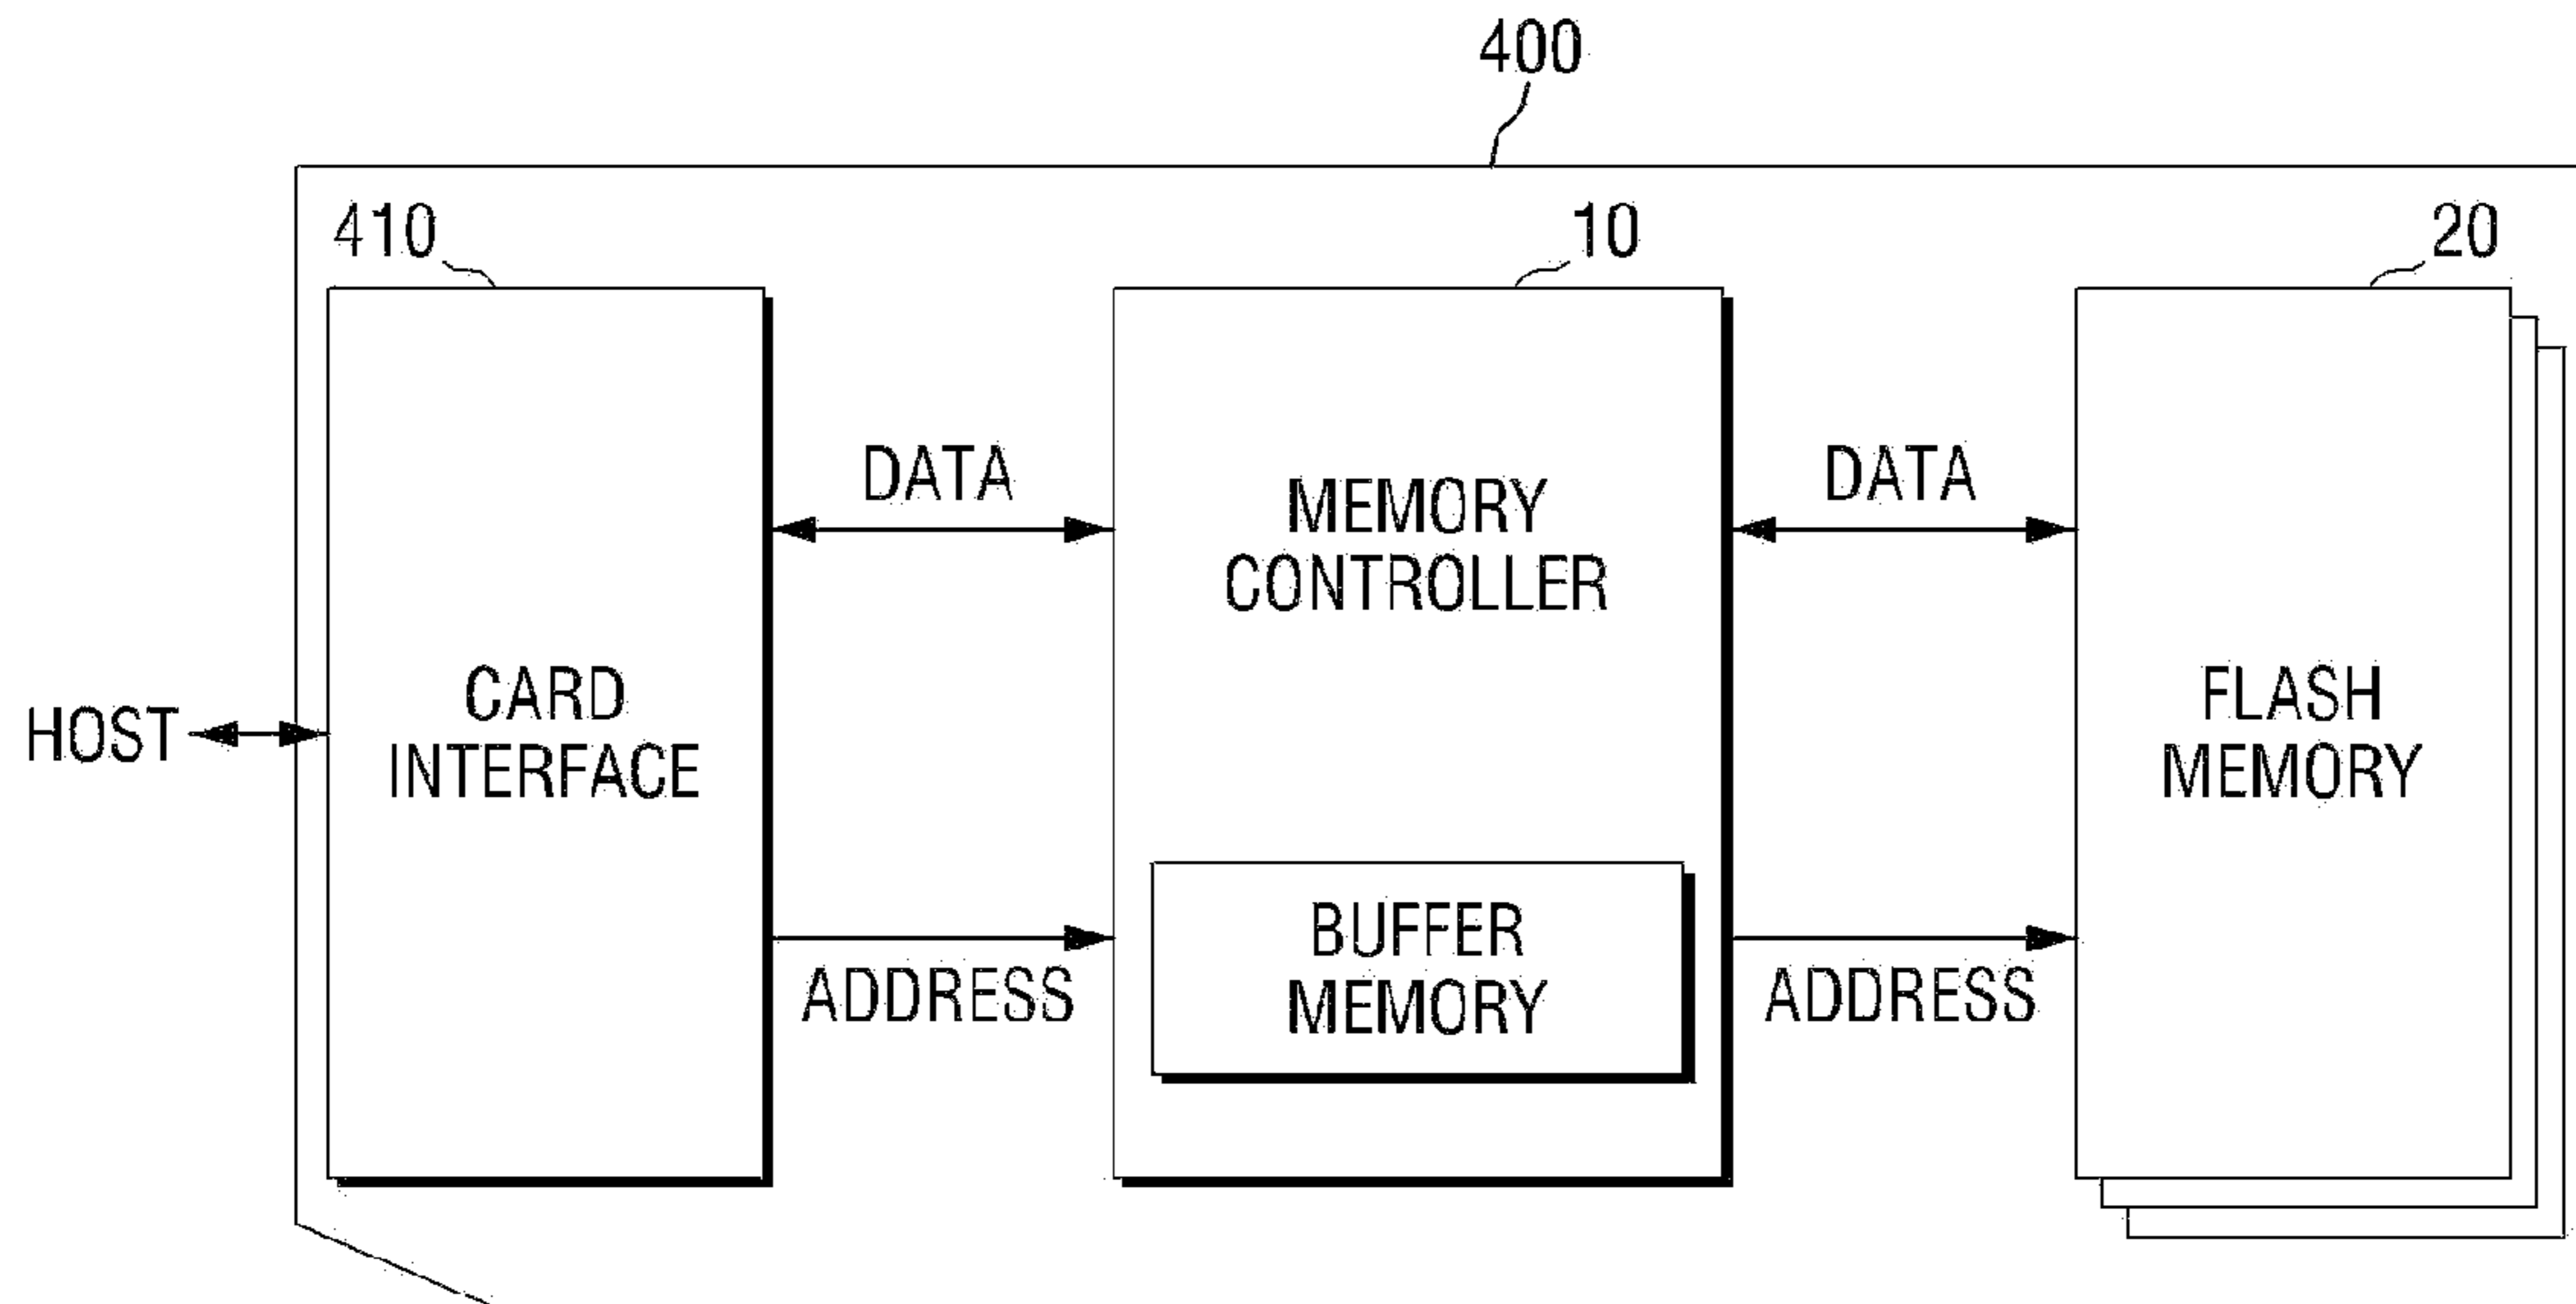 400
410
10
20
DATA
DATA
MEMORY
CONTROLLER
CARD
INTERFACE
HOST
FLASH
MEMORY
BUFFER
MEMORY
ADDRESS
ADDRESS